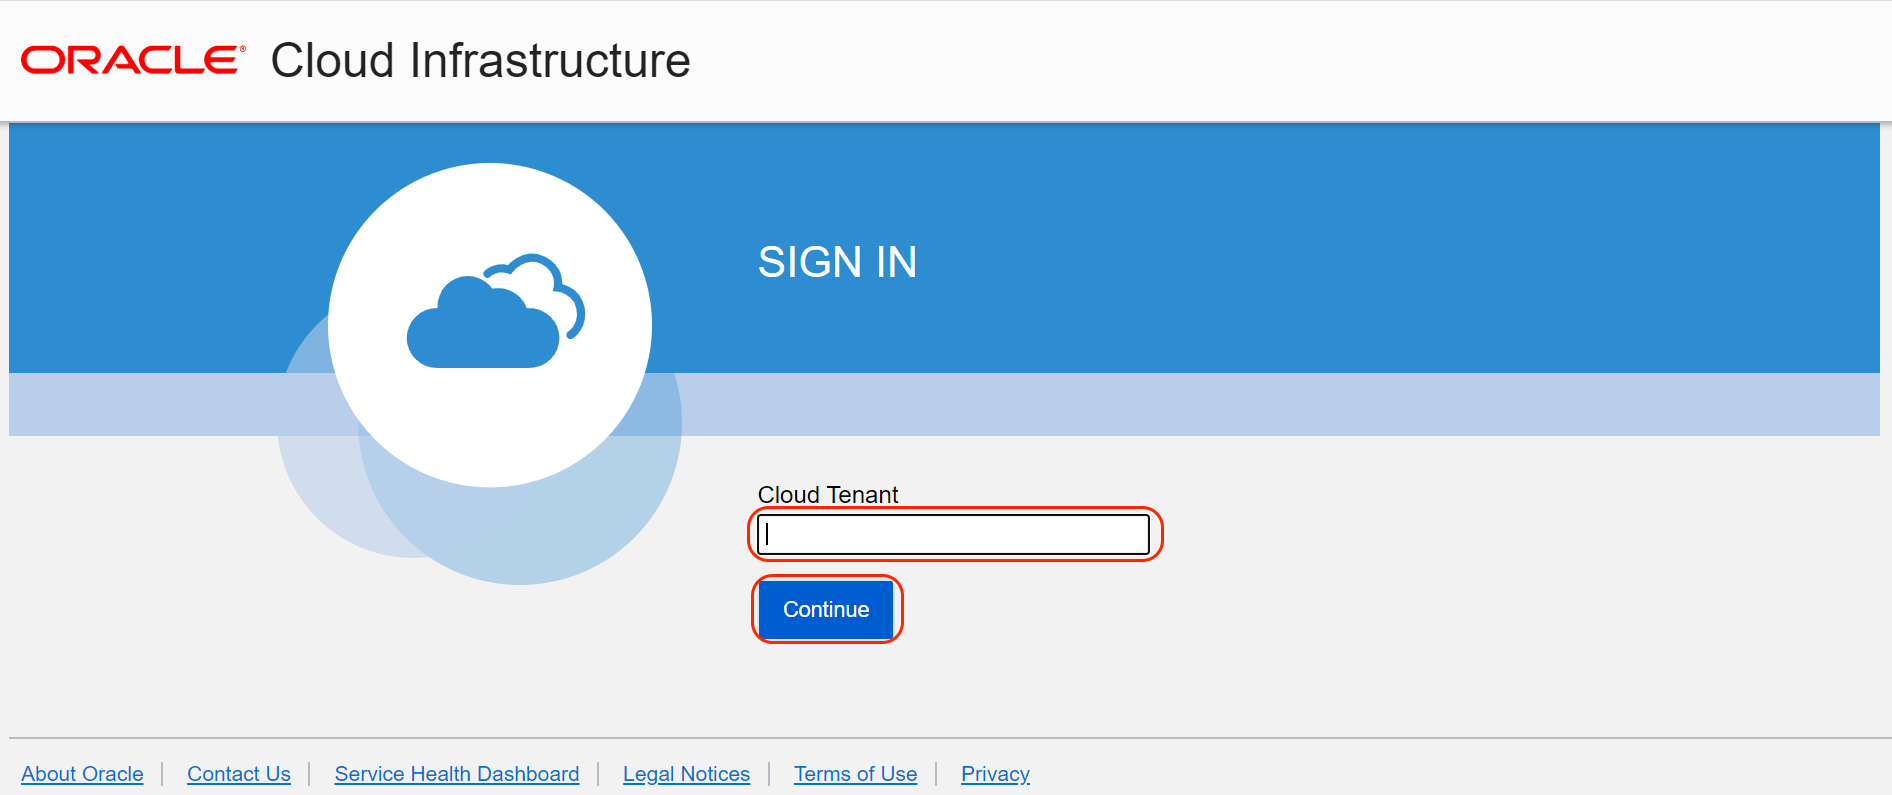 ORACLE® Cloud Infrastructure
SIGN IN
Cloud Tenant
Continue
About Oracle | Contact Us | Service Health Dashboard | Legal Notices | Terms of Use | Privacy